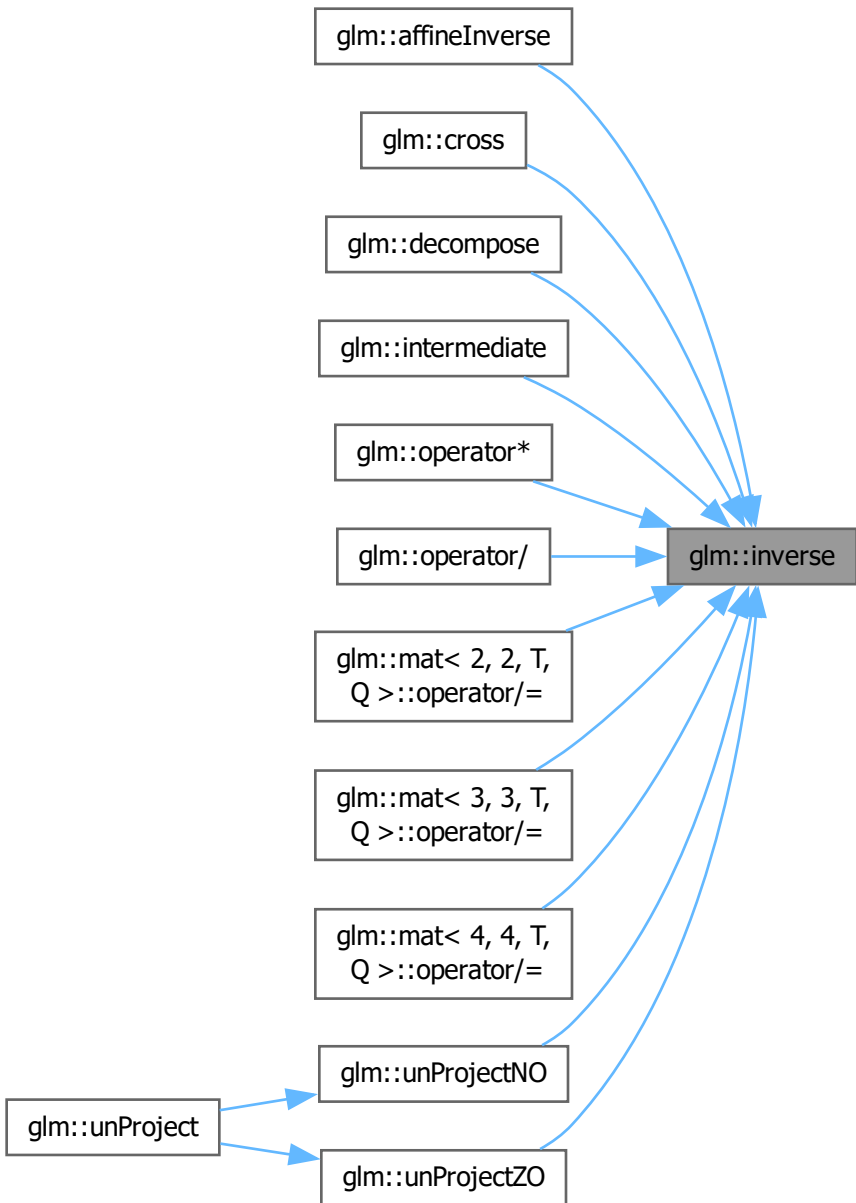 glm::affineInverse
glm::cross
glm::decompose
glm::intermediate
glm::operator*
glm::operator/
glm::inverse
glm::mat< 2, 2, T,
Q >::operator/=
glm::mat< 3, 3, T,
Q >::operator/=
glm::mat< 4, 4, T,
Q >::operator/=
glm::unProjectNO
glm::unProject
glm::unProjectZO